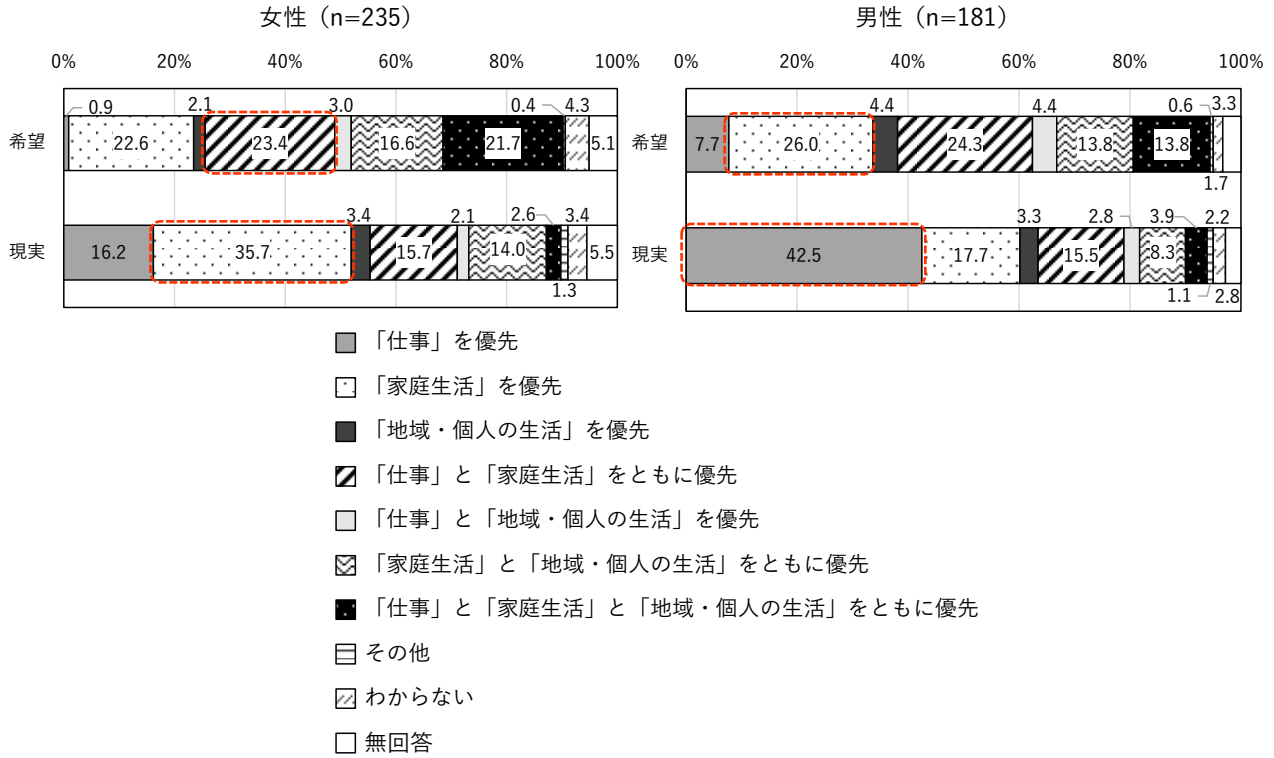 女性（n=235）
0% 20% 40% 60% 80% 100%
0.9 2.1 3.0 0.4 4.3
希望 22.6 23.4 16.6 21.7 5.1
3.4 2.1 2.6 3.4
現実 16.2 35.7 15.7 14.0 5.5
1.3
男性（n=181）
0% 20% 40% 60% 80% 100%
4.4 4.4 0.6 3.3
希望 7.7 26.0 24.3 13.8 13.8
1.7
3.3 2.8 3.9 2.2
現実 42.5 17.7 15.5 8.3
1.1 2.8
「仕事」を優先
「家庭生活」を優先
「地域・個人の生活」を優先
「仕事」と「家庭生活」をともに優先
「仕事」と「地域・個人の生活」を優先
「家庭生活」と「地域・個人の生活」をともに優先
「仕事」と「家庭生活」と「地域・個人の生活」をともに優先
その他
わからない
無回答